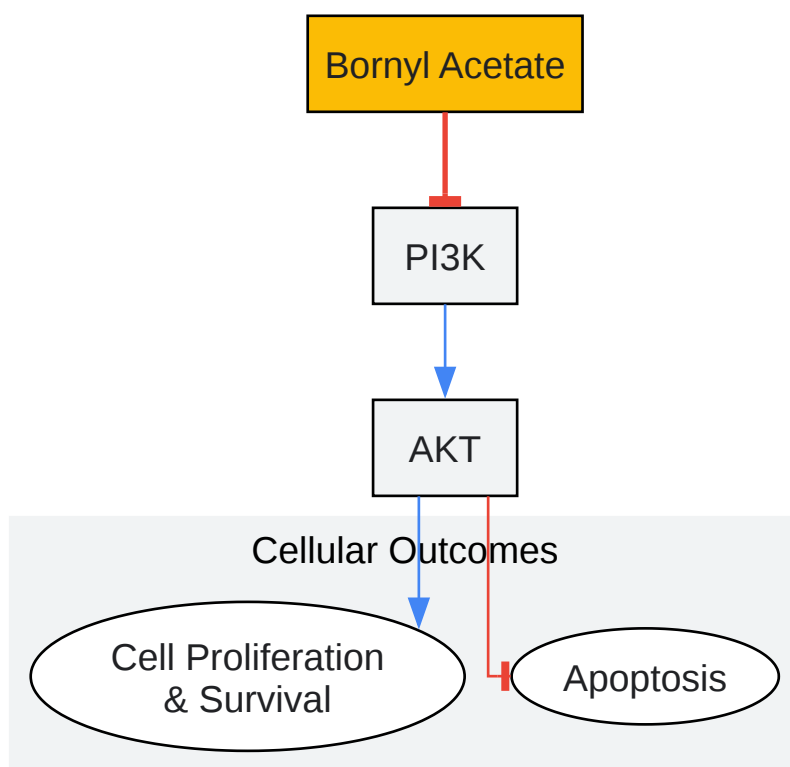 Bornyl Acetate
PI3K
AKT
Cellular Outcomes
Cell Proliferation
& Survival
Apoptosis